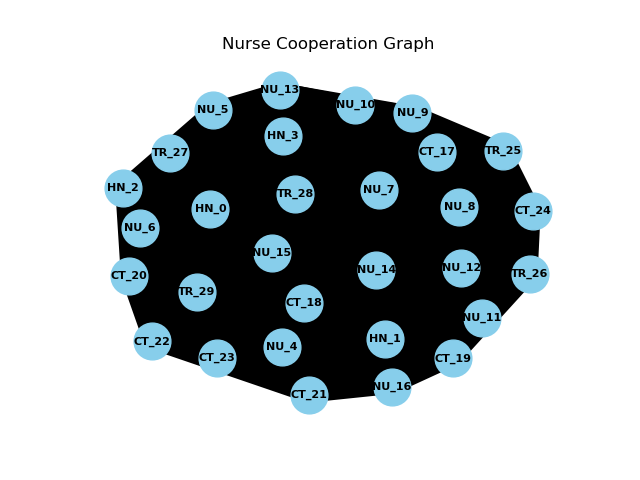 Nurse Cooperation Graph
NU_13
NU_10
NU_5
NU_9
HN_3
TR_27
CT_17
TR_25
HN_2
TR_28
NU_7
HN_0
NU_8
CT_24
NU_6
NU_15
NU_14
NU_12
CT_20
TR_26
TR_29
CT_18
NU_11
HN_1
CT_22
NU_4
CT_23
CT_19
NU_16
CT_21